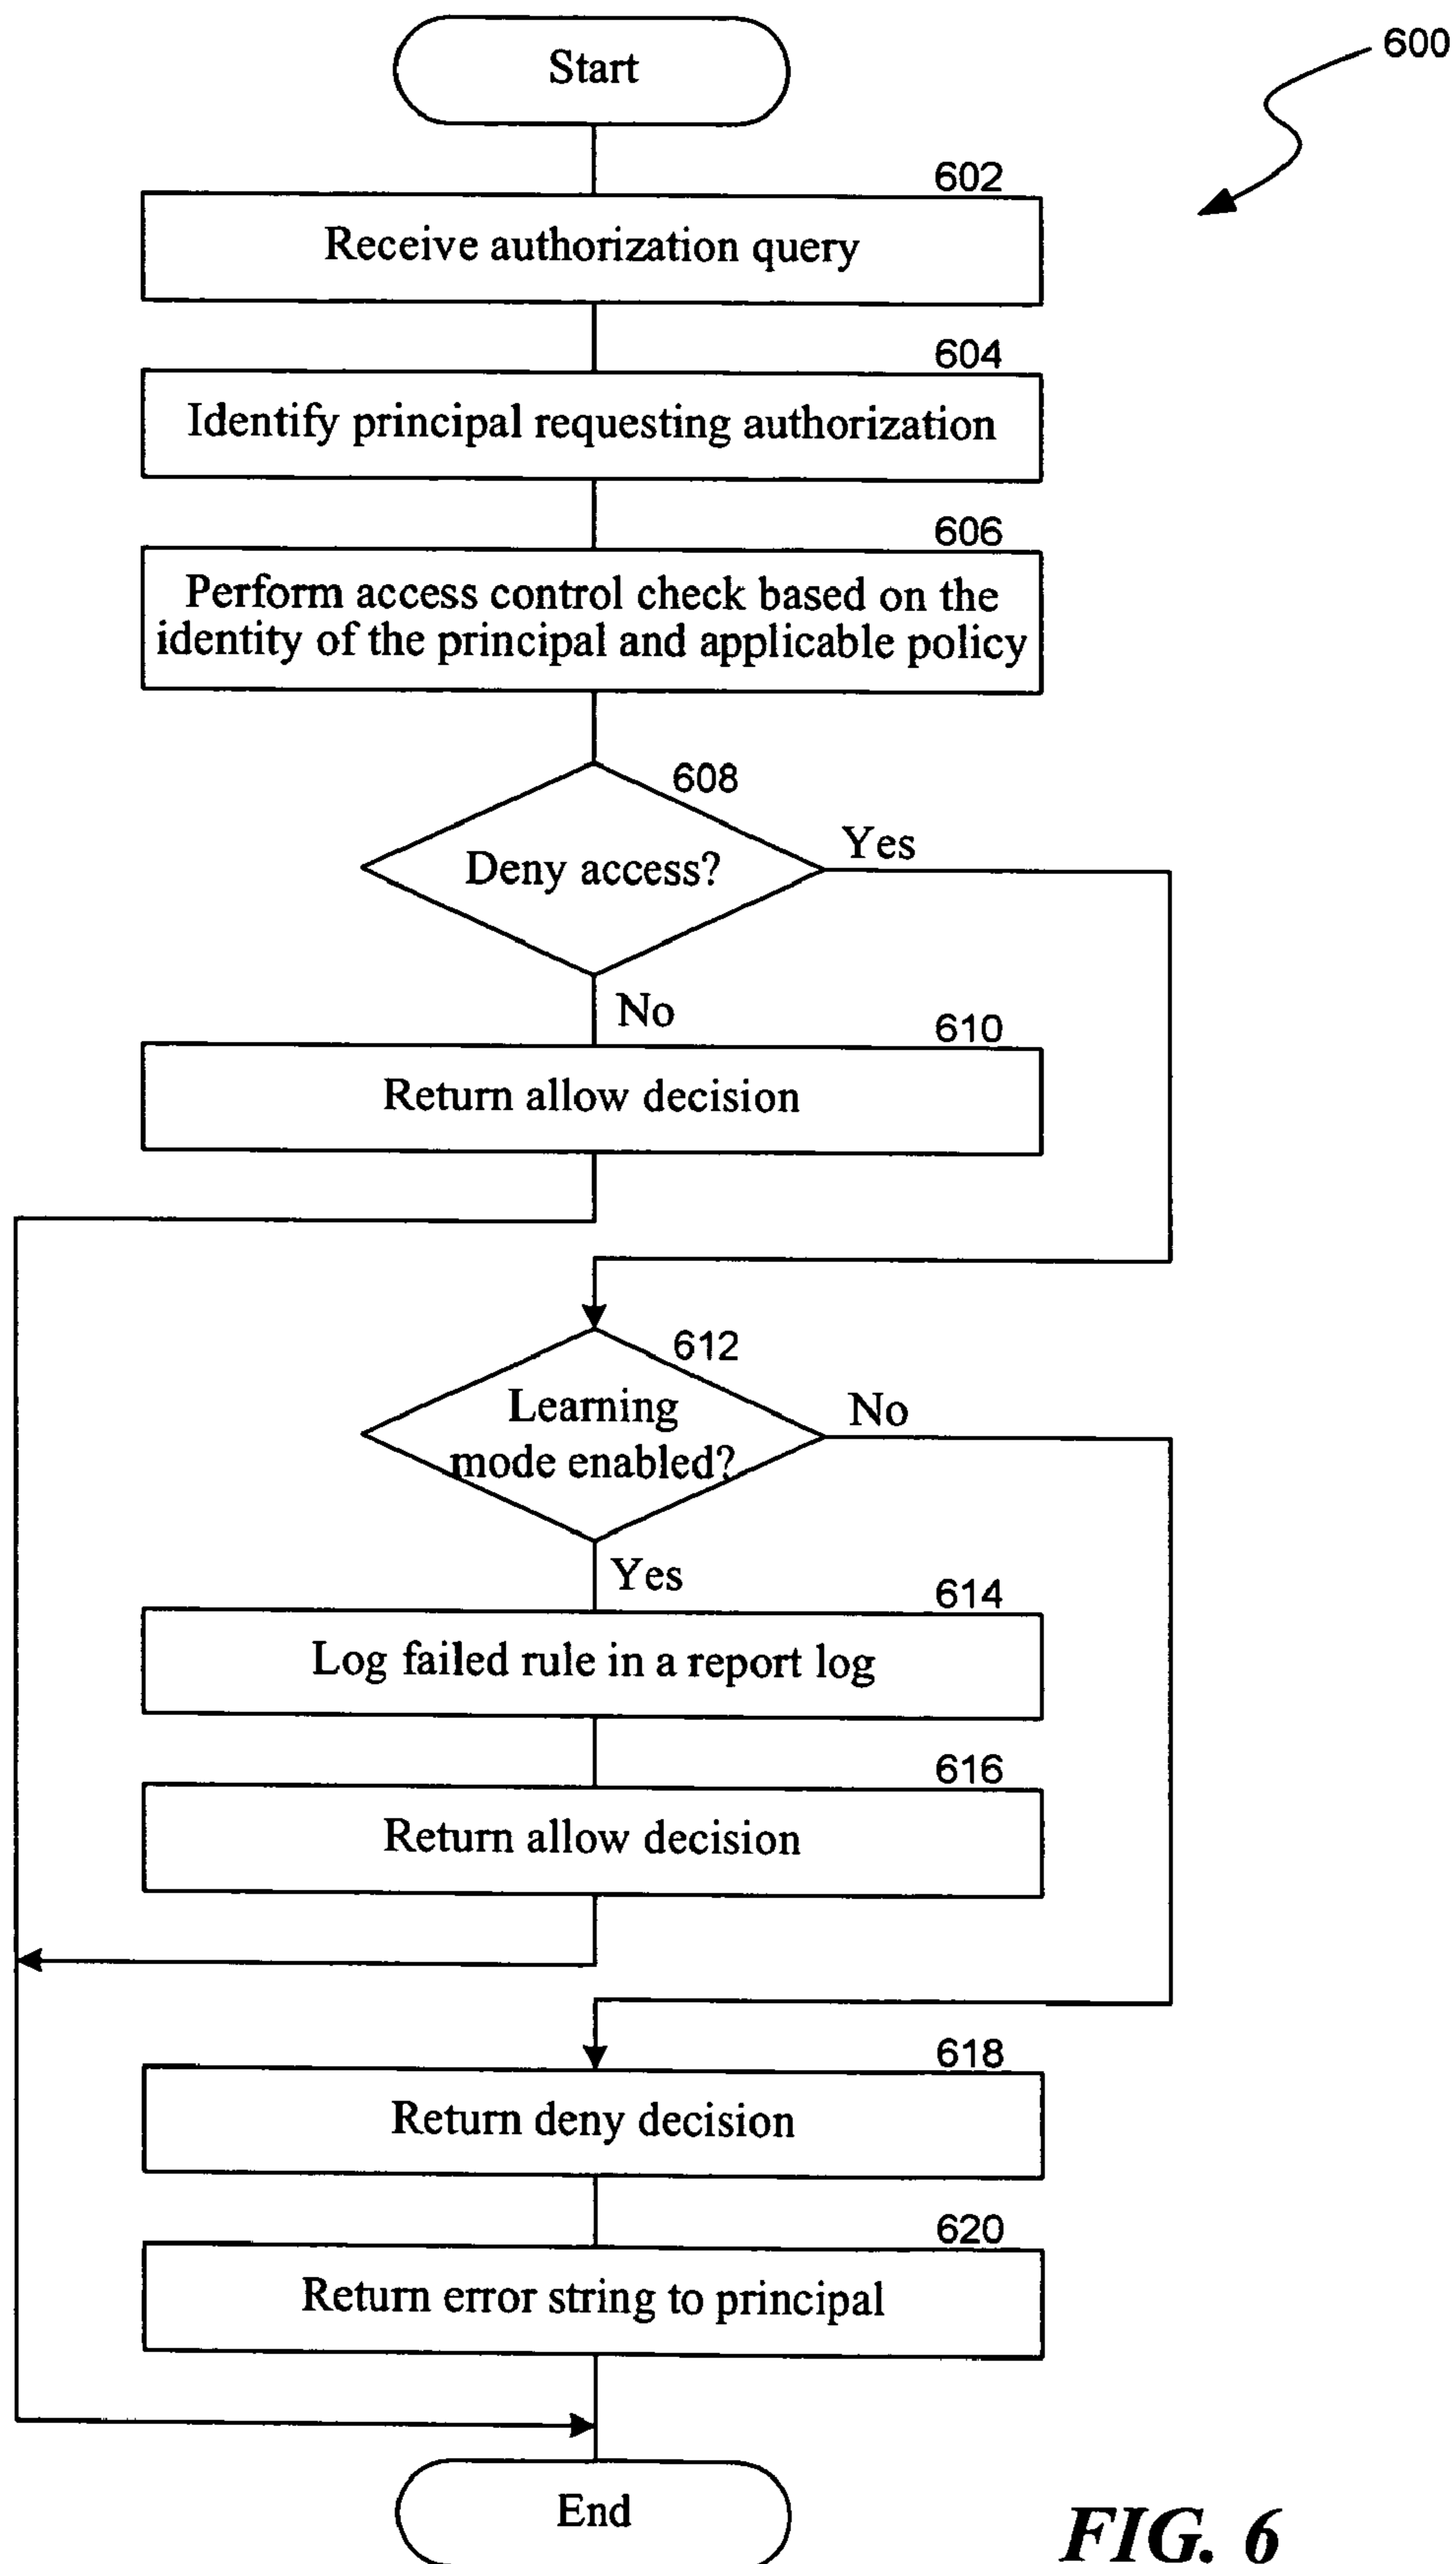 Start
600
602
Receive authorization query
604
Identify principal requesting authorization
606
Perform access control check based on the
identity of the principal and applicable policy
608
Deny access?
Yes
No
610
Return allow decision
612
Learning
mode enabled?
No
Yes
614
Log failed rule in a report log
616
Return allow decision
618
Return deny decision
620
Return error string to principal
End
FIG. 6